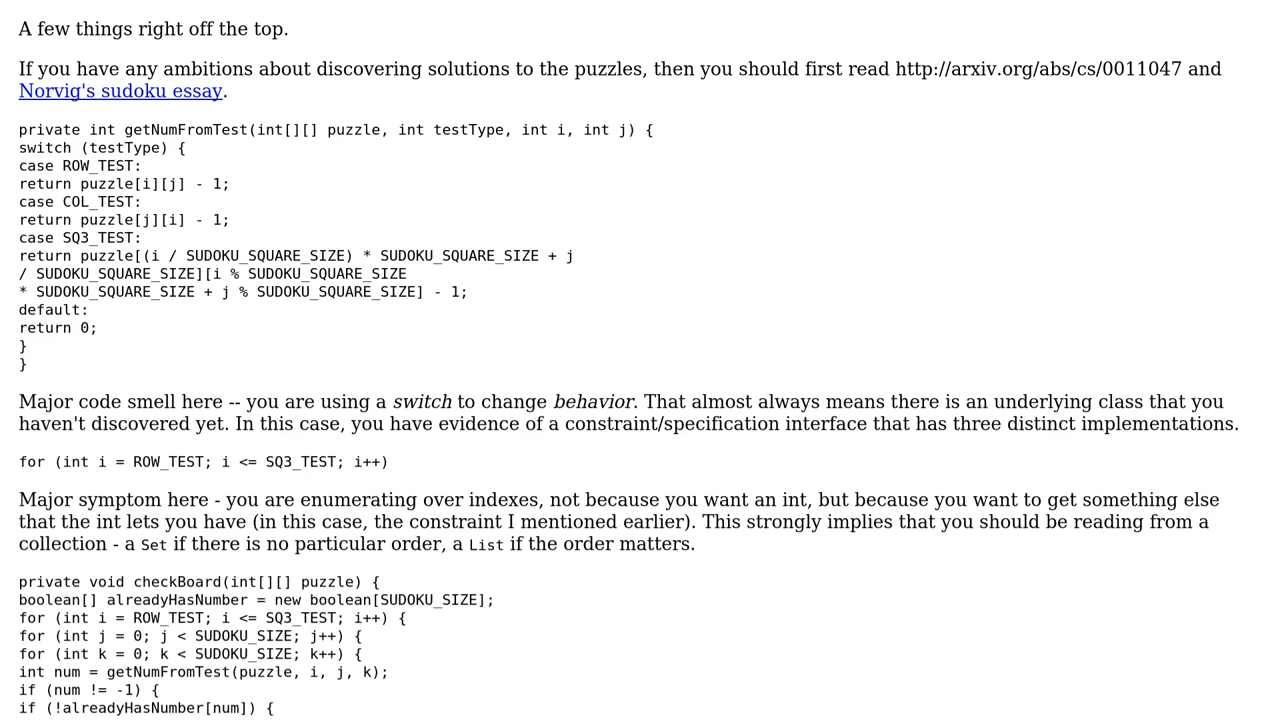 A few things right off the top.
If you have any ambitions about discovering solutions to the puzzles, then you should first read http://arxiv.org/abs/cs/0011047 and
Norvig's sudoku essay.
private int getNumFromTest(int[][] puzzle, int testType, int i, int j) {
switch (testType) {
case ROW_TEST:
return puzzle[i][j] - 1;
case COL_TEST:
return puzzle[j][i] - 1;
case SQ3_TEST:
return puzzle[(i / SUDOKU_SQUARE_SIZE) * SUDOKU_SQUARE_SIZE + j
/ SUDOKU_SQUARE_SIZE][i % SUDOKU_SQUARE_SIZE
* SUDOKU_SQUARE_SIZE + j % SUDOKU_SQUARE_SIZE] - 1;
default:
return 0;
}
}
Major code smell here -- you are using a switch to change behavior. That almost always means there is an underlying class that you
haven't discovered yet. In this case, you have evidence of a constraint/specification interface that has three distinct implementations.
for (int i = ROW_TEST; i <= SQ3_TEST; i++)
Major symptom here - you are enumerating over indexes, not because you want an int, but because you want to get something else
that the int lets you have (in this case, the constraint I mentioned earlier). This strongly implies that you should be reading from a
collection - a Set if there is no particular order, a List if the order matters.
private void checkBoard(int[][] puzzle) {
boolean[] alreadyHasNumber = new boolean[SUDOKU_SIZE];
for (int i = ROW_TEST; i <= SQ3_TEST; i++) {
for (int j = 0; j < SUDOKU_SIZE; j++) {
for (int k = 0; k < SUDOKU_SIZE; k++) {
int num = getNumFromTest(puzzle, i, j, k);
if (num != -1) {
if (!alreadyHasNumber[num]) {